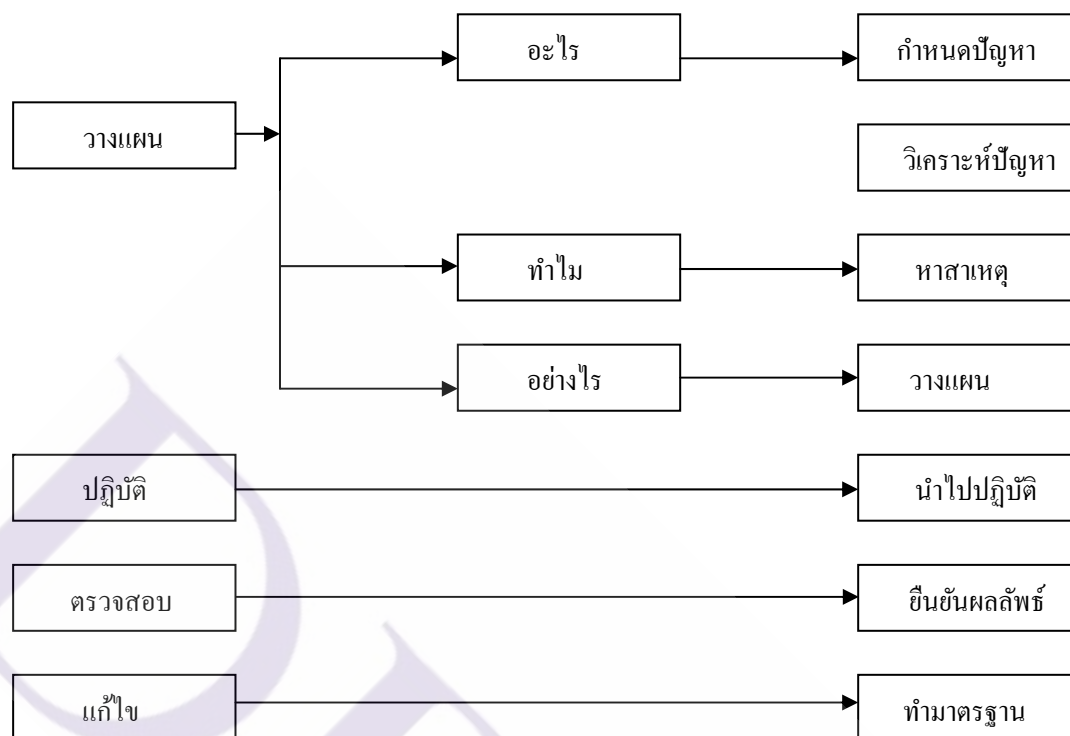 อะไร
กำหนดปัญหา
วางแผน
วิเคราะห์ปัญหา
ทำไม
หาสาเหตุ
อย่างไร
วางแผน
ปฏิบัติ
นำไปปฏิบัติ
ตรวจสอบ
ยืนยันผลลัพธ์
แก้ไข
ทำมาตรฐาน